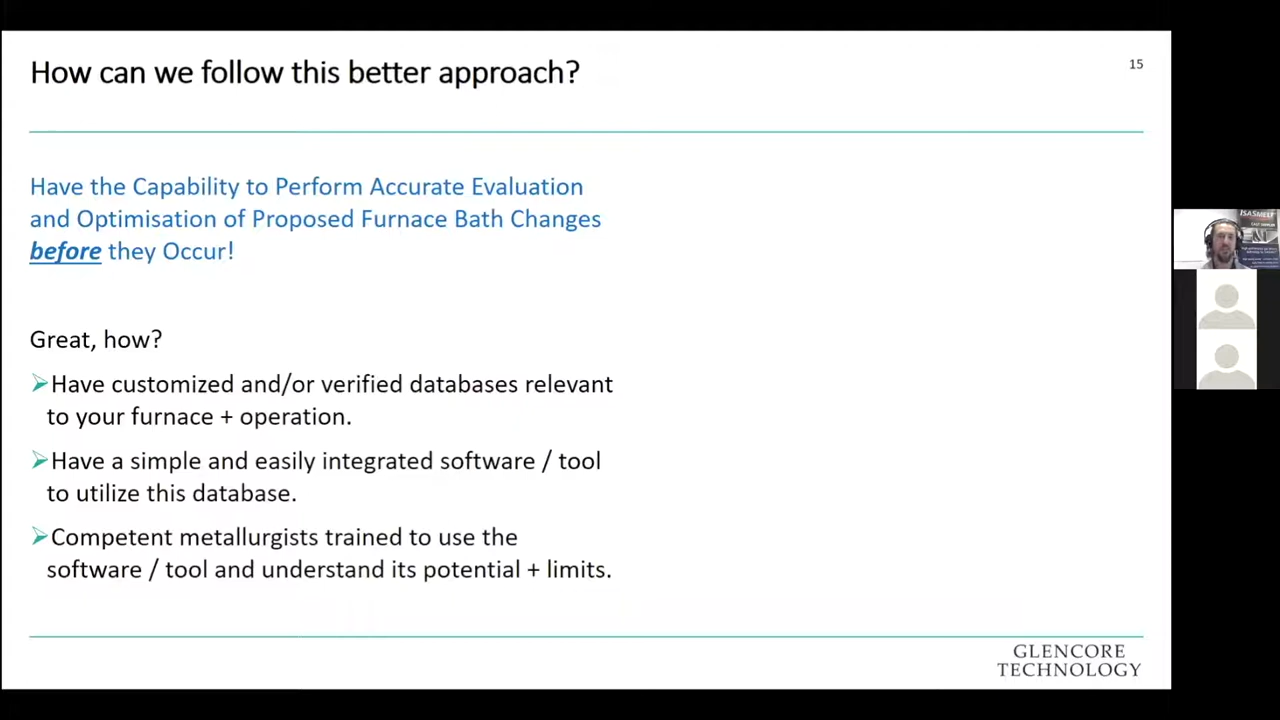 How can we follow this better approach?
15
Have the Capability to Perform Accurate Evaluation
and Optimisation of Proposed Furnace Bath Changes
before they Occur!
Great, how?
➢Have customized and/or verified databases relevant
to your furnace + operation.
➢Have a simple and easily integrated software / tool
to utilize this database.
➢Competent metallurgists trained to use the
software / tool and understand its potential + limits.
GLENCORE
TECHNOLOGY
ISASMELT